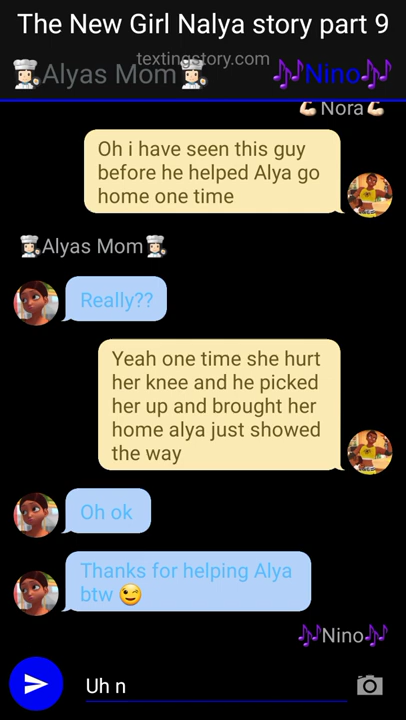 The New Girl Nalya story part 9
textingstory.com
👩🏻‍🍳Alyas Mom👩🏻‍🍳
🎶Nino🎶
💪🏻Nora💪🏻
Oh i have seen this guy
before he helped Alya go
home one time
👩🏻‍🍳Alyas Mom👩🏻‍🍳
Really??
Yeah one time she hurt
her knee and he picked
her up and brought her
home alya just showed
the way
Oh ok
Thanks for helping Alya
btw 😉
🎶Nino🎶
Uh n